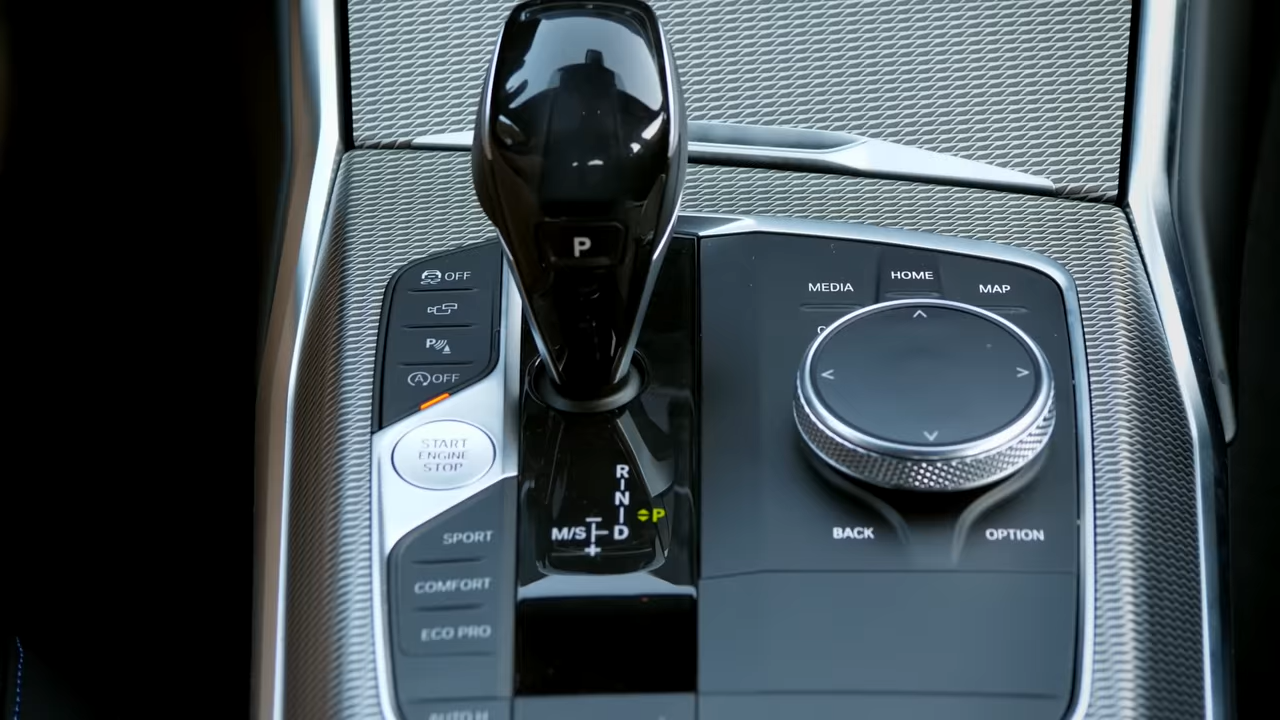 P
OFF
P
A OFF
START
ENGINE
STOP
SPORT
COMFORT
ECO PRO
R
N
D
M/S
+
P
MEDIA
HOME
MAP
BACK
OPTION